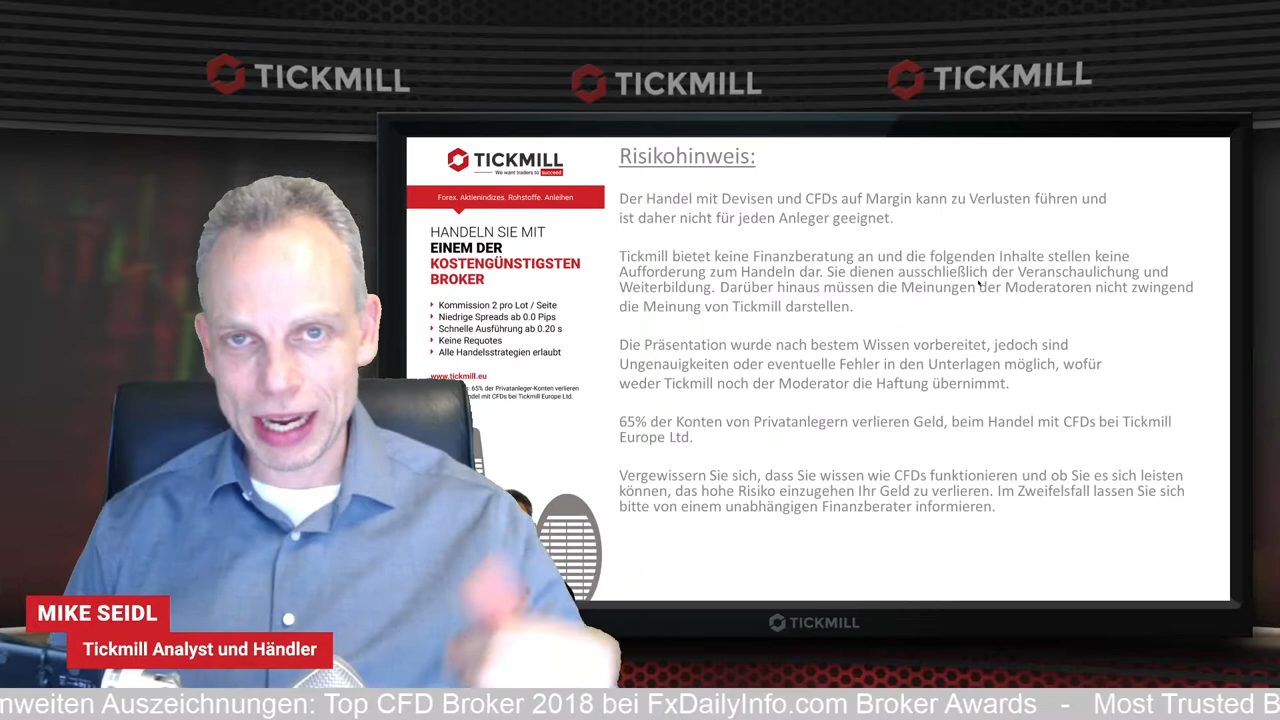 TICKMILL
TICKMILL
TICKMILL
TICKMILL
We want traders to succeed
Forex. Aktienindizes. Rohstoffe. Anleihen
HANDELN SIE MIT
EINEM DER
KOSTENGÜNSTIGSTEN
BROKER
Kommission 2 pro Lot / Seite
Niedrige Spreads ab 0.0 Pips
Schnelle Ausführung ab 0.20 s
Keine Requotes
Alle Handelsstrategien erlaubt
www.tickmill.eu
65% der Privatanleger-Konten verlieren
mit CFDs bei Tickmill Europe Ltd.
Risikohinweis:
Der Handel mit Devisen und CFDs auf Margin kann zu Verlusten führen und
ist daher nicht für jeden Anleger geeignet.
Tickmill bietet keine Finanzberatung an und die folgenden Inhalte stellen keine
Aufforderung zum Handeln dar. Sie dienen ausschließlich der Veranschaulichung und
Weiterbildung. Darüber hinaus müssen die Meinungen der Moderatoren nicht zwingend
die Meinung von Tickmill darstellen.
Die Präsentation wurde nach bestem Wissen vorbereitet, jedoch sind
Ungenauigkeiten oder eventuelle Fehler in den Unterlagen möglich, wofür
weder Tickmill noch der Moderator die Haftung übernimmt.
65% der Konten von Privatanlegern verlieren Geld, beim Handel mit CFDs bei Tickmill
Europe Ltd.
Vergewissern Sie sich, dass Sie wissen wie CFDs funktionieren und ob Sie es sich leisten
können, das hohe Risiko einzugehen Ihr Geld zu verlieren. Im Zweifelsfall lassen Sie sich
bitte von einem unabhängigen Finanzberater informieren.
TICKMILL
MIKE SEIDL
Tickmill Analyst und Händler
Auszeichnungen: Top CFD Broker 2018 bei FxDailyInfo.com Broker Awards - Most Trusted